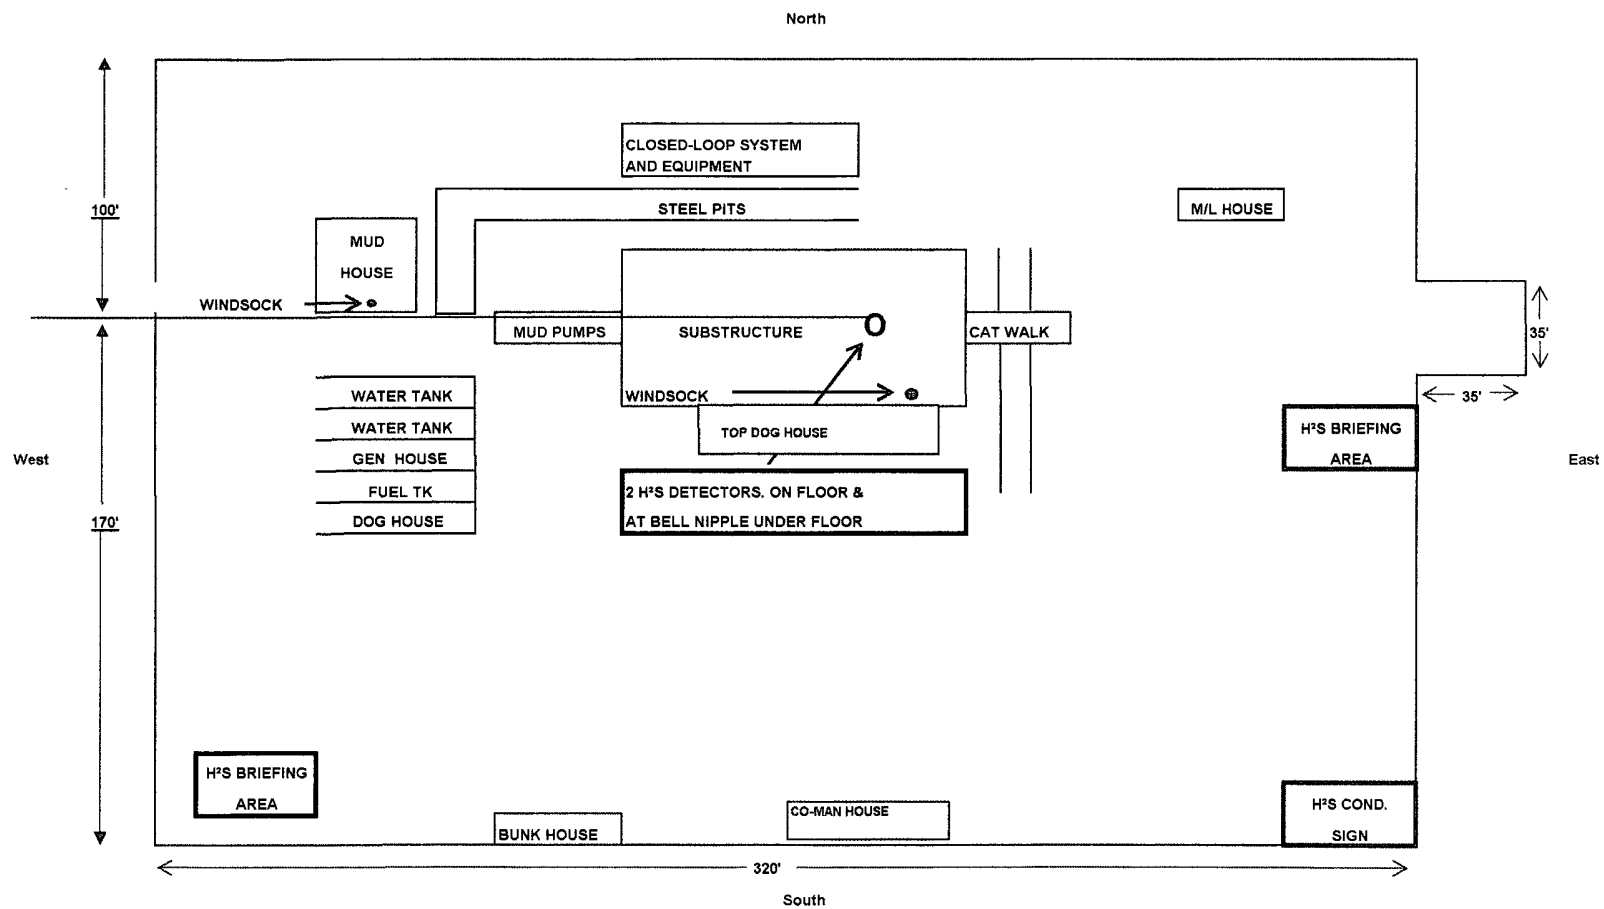 North
CLOSED-LOOP SYSTEM
AND EQUIPMENT
100'
STEEL PITS
M/L HOUSE
MUD
HOUSE
WINDSOCK
MUD PUMPS
SUBSTRUCTURE
O
CAT WALK
35'
WATER TANK
WINDSOCK
35'
WATER TANK
TOP DOG HOUSE
H²S BRIEFING
AREA
West
GEN HOUSE
East
FUEL TK
2 H²S DETECTORS. ON FLOOR &
170'
DOG HOUSE
AT BELL NIPPLE UNDER FLOOR
H²S BRIEFING
AREA
BUNK HOUSE
CO-MAN HOUSE
H²S COND.
SIGN
320'
South